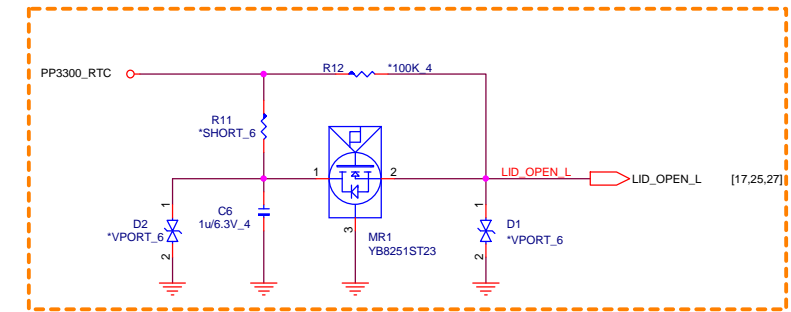 R12 *100K_4
PP3300_RTC
R11
*SHORT_6
1 2
LID_OPEN_L
LID_OPEN_L [17,25,27]
1
D2
*VPORT_6
2
C6
1u/6.3V_4
3
MR1
YB8251ST23
1
D1
*VPORT_6
2